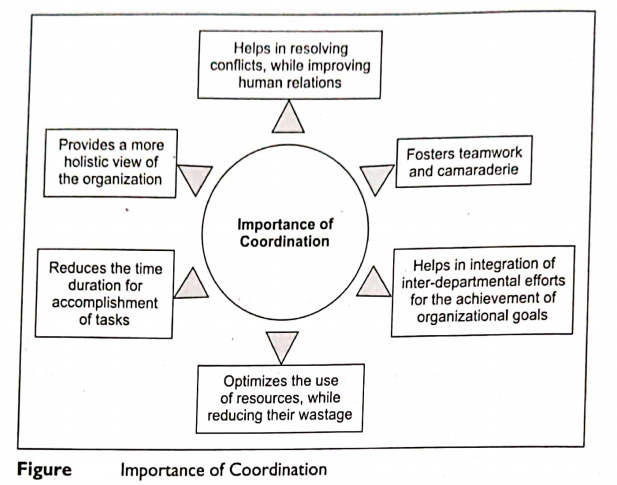 Helps in resolving
conflicts, while improving
human relations
Provides a more
holistic view of
the organization
Fosters teamwork
and camaraderie
Importance of
Coordination
Reduces the time
duration for
accomplishment
of tasks
Helps in integration of
inter-departmental efforts
for the achievement of
organizational goals
Optimizes the use
of resources, while
reducing their wastage
Figure Importance of Coordination